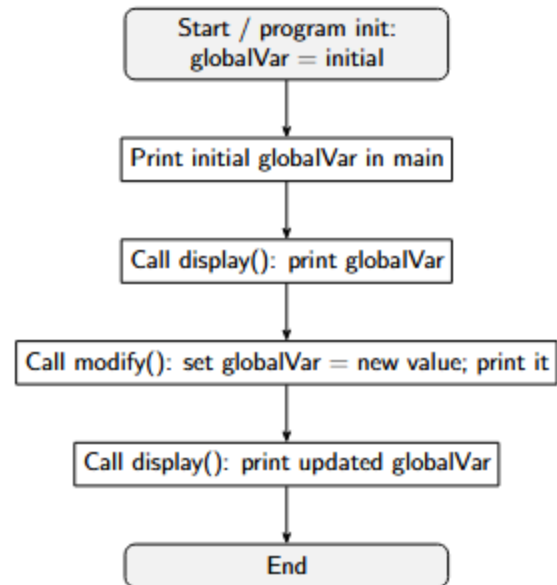 Start / program init:
globalVar = initial
Print initial globalVar in main
Call display(): print globalVar
Call modify(): set globalVar = new value; print it
Call display(): print updated globalVar
End